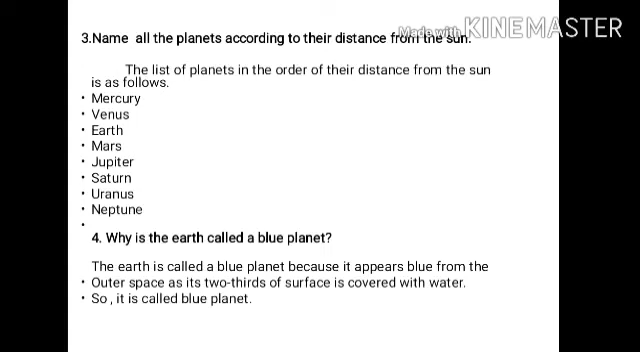 Made with KINEMASTER
3.Name all the planets according to their distance from the sun.
The list of planets in the order of their distance from the sun
is as follows.
• Mercury
• Venus
• Earth
• Mars
• Jupiter
• Saturn
• Uranus
• Neptune
•
4. Why is the earth called a blue planet?
The earth is called a blue planet because it appears blue from the
• Outer space as its two-thirds of surface is covered with water.
• So , it is called blue planet.